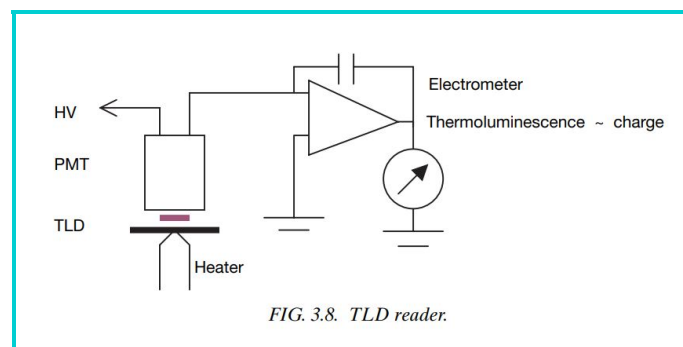 Electrometer
HV
Thermoluminescence ~ charge
PMT
TLD
Heater
FIG. 3.8. TLD reader.